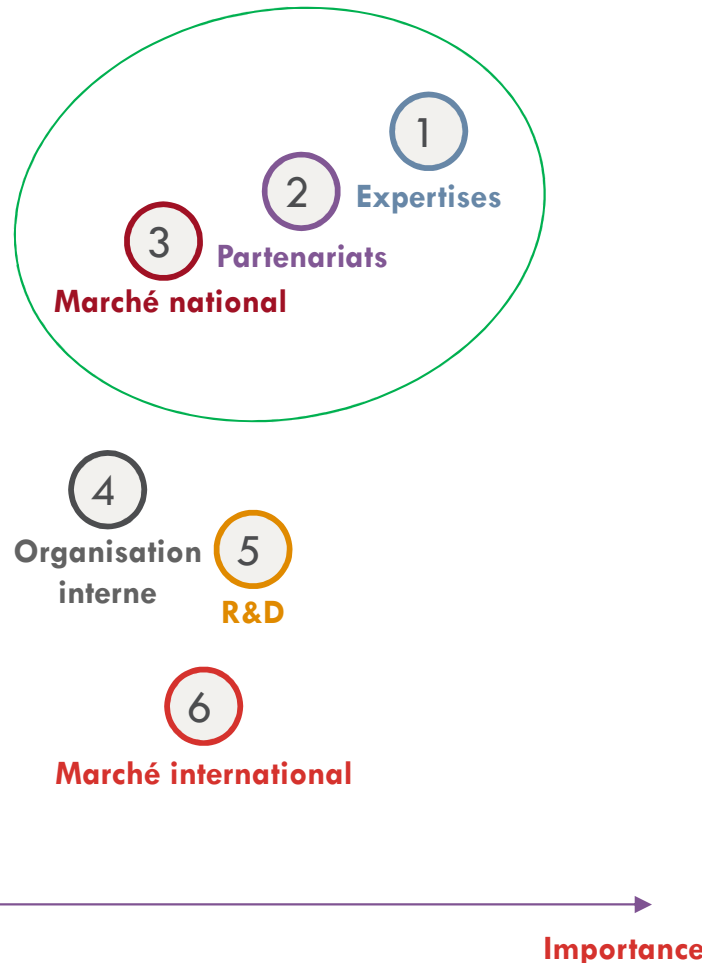 1
Expertises
2
Partenariats
3
Marché national
4
Organisation
interne
5
R&D
6
Marché international
Importance